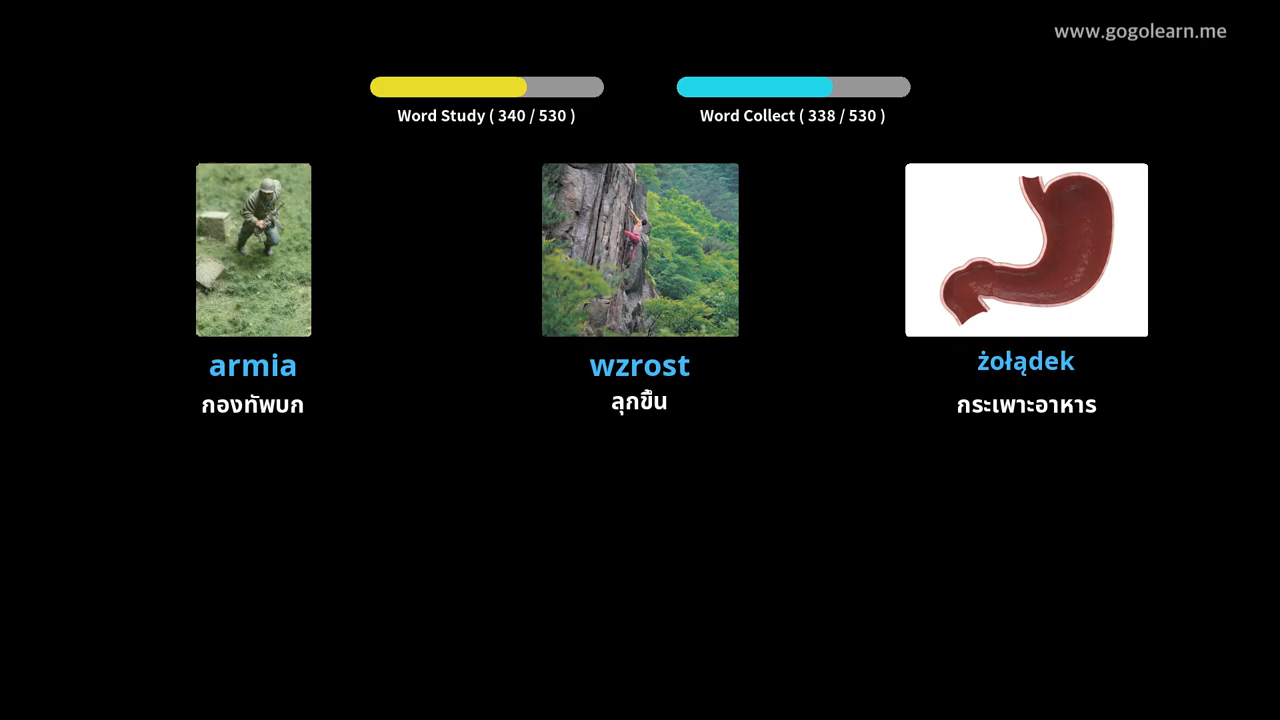 www.gogolearn.me
Word Study ( 340 / 530 )
Word Collect ( 338 / 530 )
armia
wzrost
żołądek
กองทัพบก
ลุกขึ้น
กระเพาะอาหาร